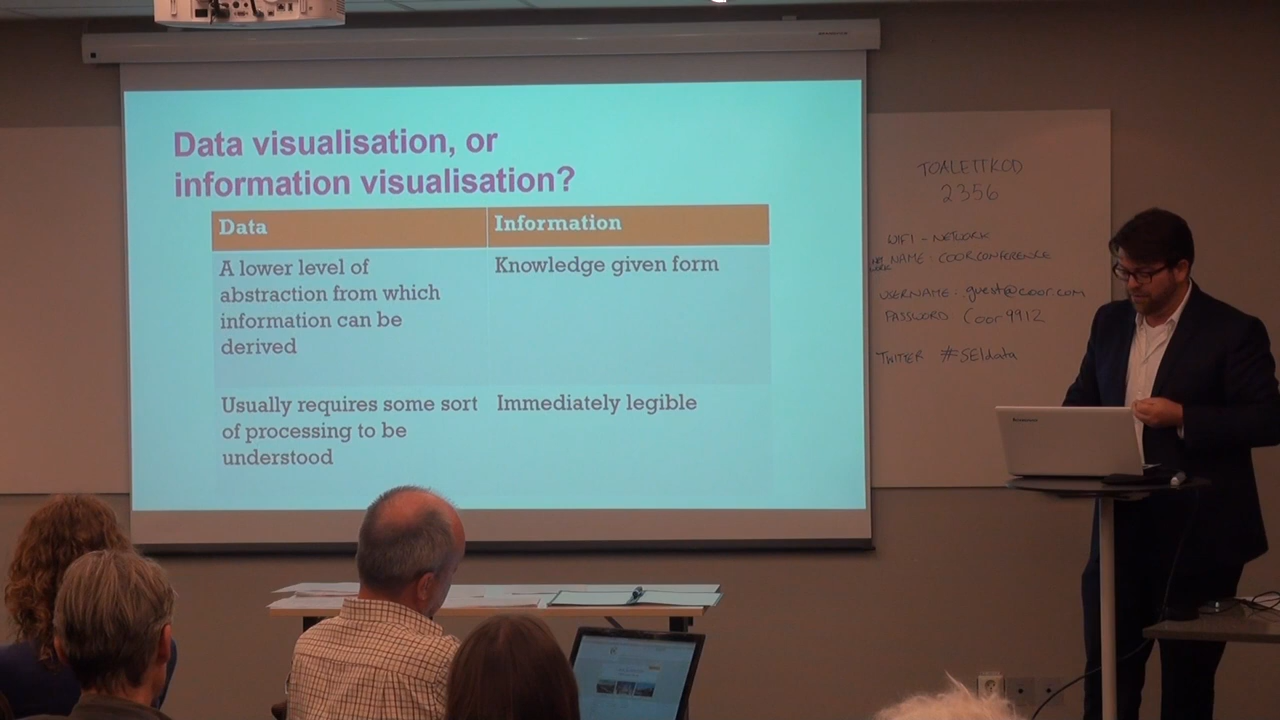 Data visualisation, or
information visualisation?
Data
Information
A lower level of
abstraction from which
information can be
derived
Knowledge given form
Usually requires some sort
of processing to be
understood
Immediately legible
TOALETTKOD
2356
WIFI - NETWORK
NAME: COORCONFERENCE
USERNAME: guest@coor.com
PASSWORD Coor9912
TWITER #SEIdata